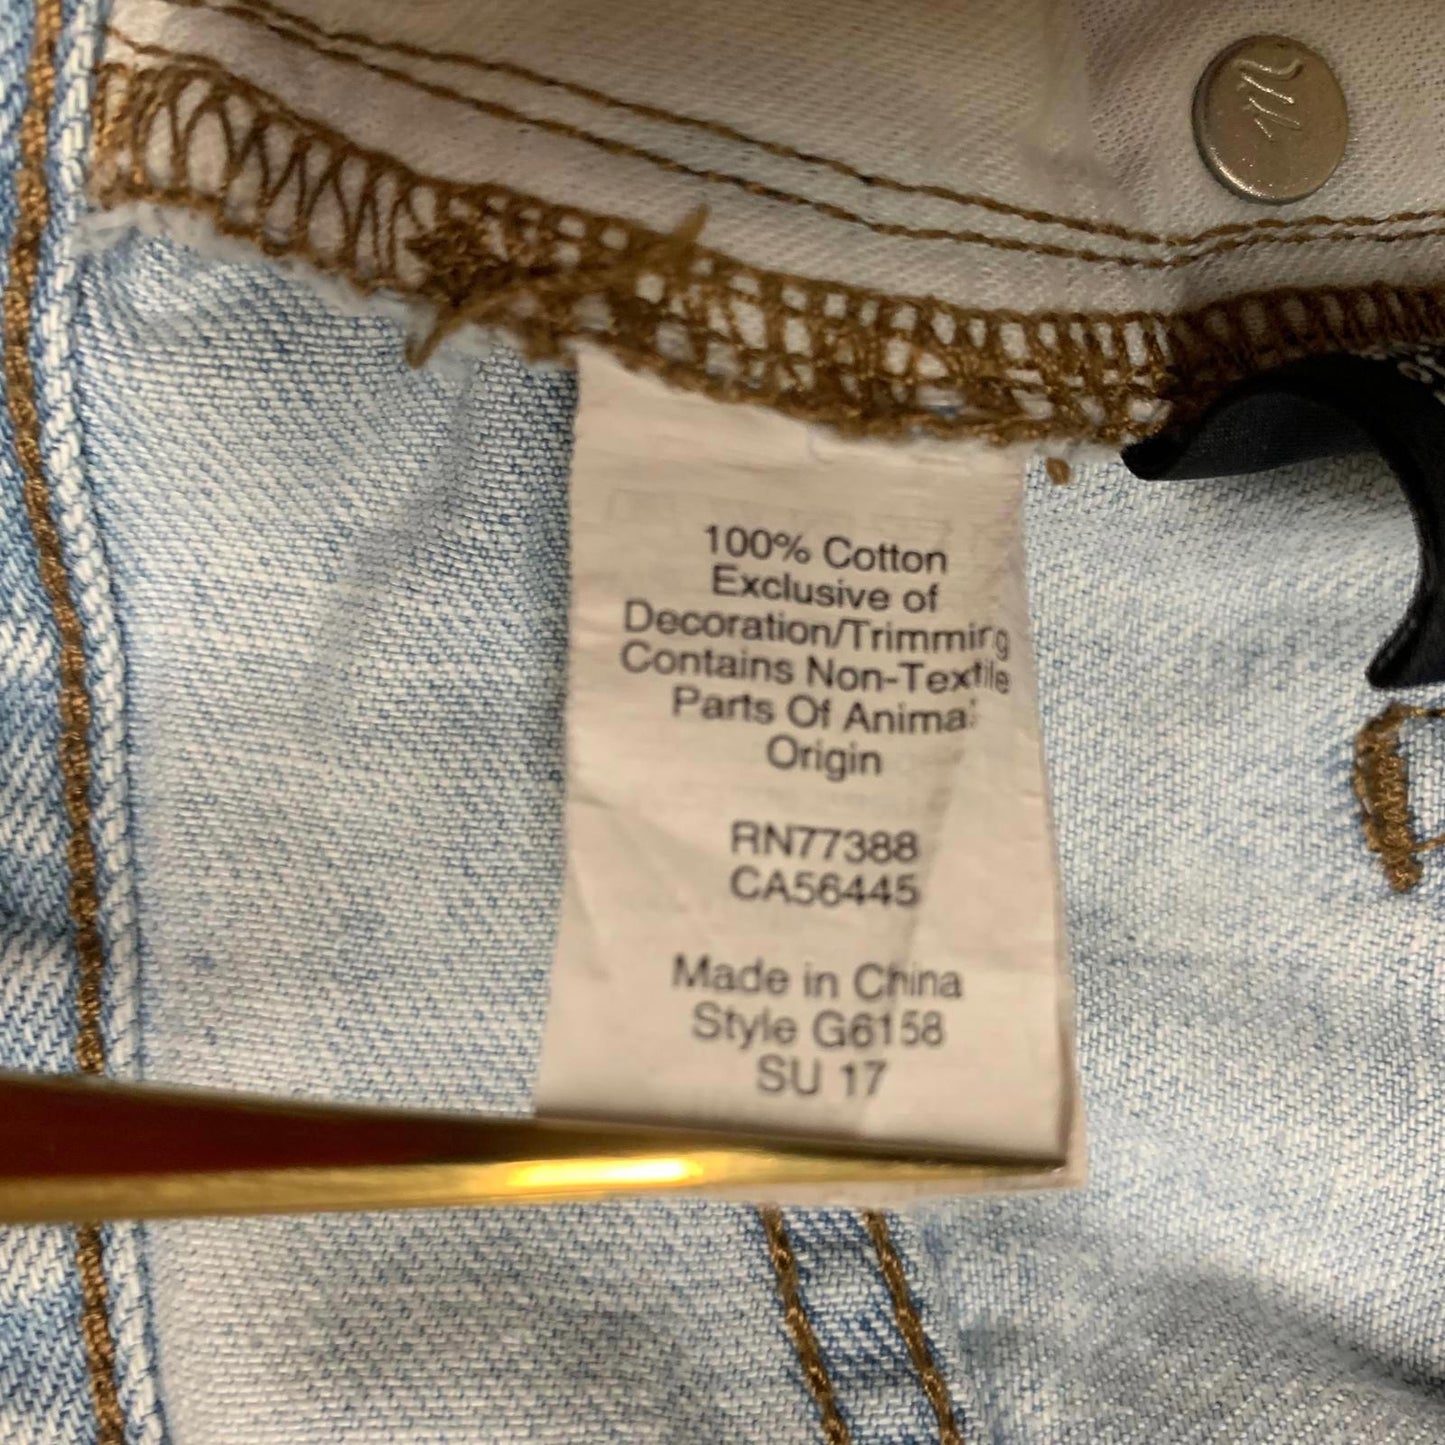 100% Cotton
Exclusive of
Decoration/Trimming
Contains Non-Textile
Parts Of Animal
Origin
RN77388
CA56445
Made in China
Style G6158
SU 17